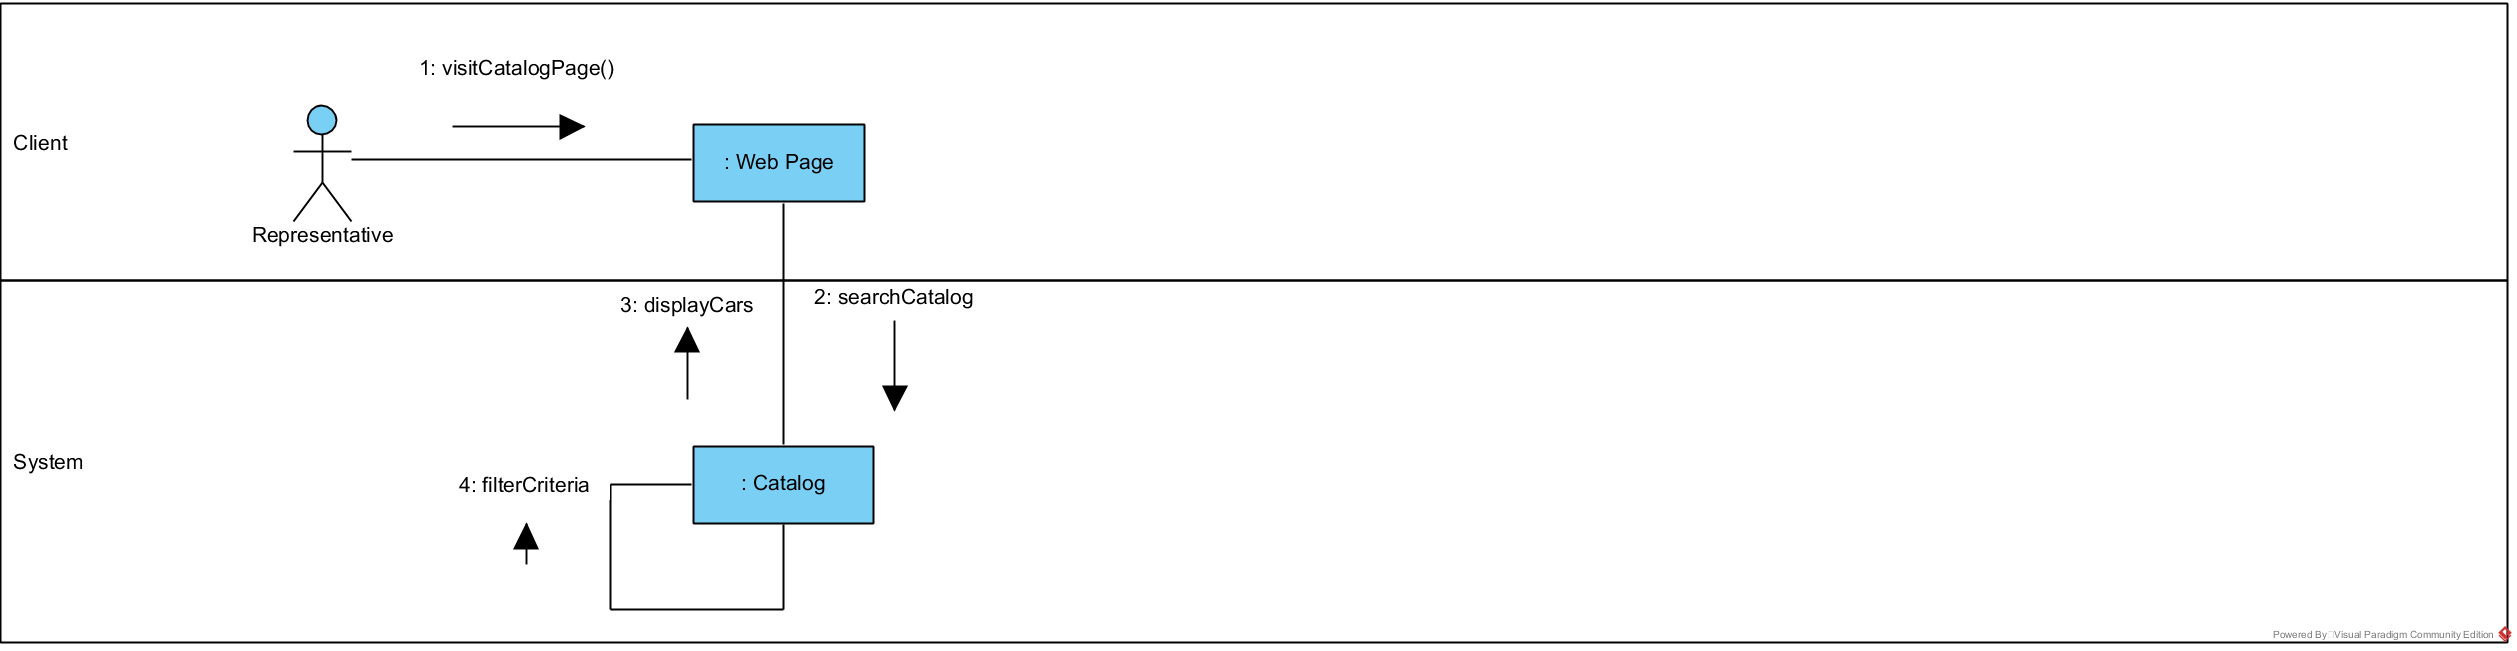 1: visitCatalogPage()
Client
: Web Page
Representative
3: displayCars
2: searchCatalog
System
4: filterCriteria
: Catalog
Powered By Visual Paradigm Community Edition